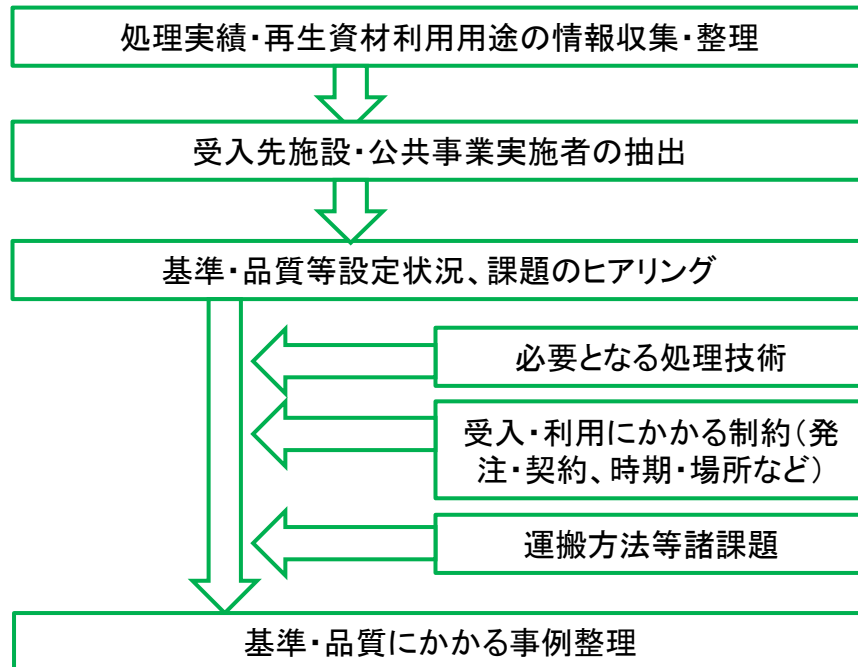 処理実績・再生資材利用用途の情報収集・整理
受入先施設・公共事業実施者の抽出
基準・品質等設定状況、課題のヒアリング
必要となる処理技術
受入・利用にかかる制約（発
注・契約、時期・場所など）
運搬方法等諸課題
基準・品質にかかる事例整理